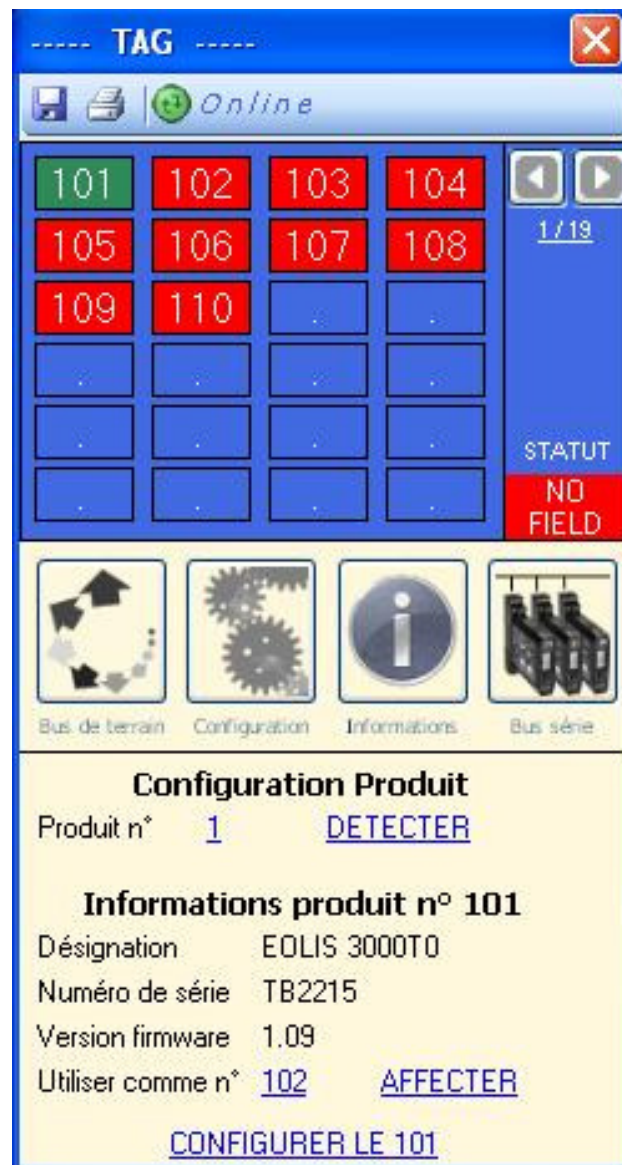 ----- TAG -----
Online
101 102 103 104
1/19
105 106 107 108
109 110 . .
. . . .
. . . .
STATUT
. . . .
NO
FIELD
Bus de terrain Configuration Informations Bus série
Configuration Produit
Produit n° 1 DETECTER
Informations produit n° 101
Désignation EOLIS 3000T0
Numéro de série TB2215
Version firmware 1.09
Utiliser comme n° 102 AFFECTER
CONFIGURER LE 101